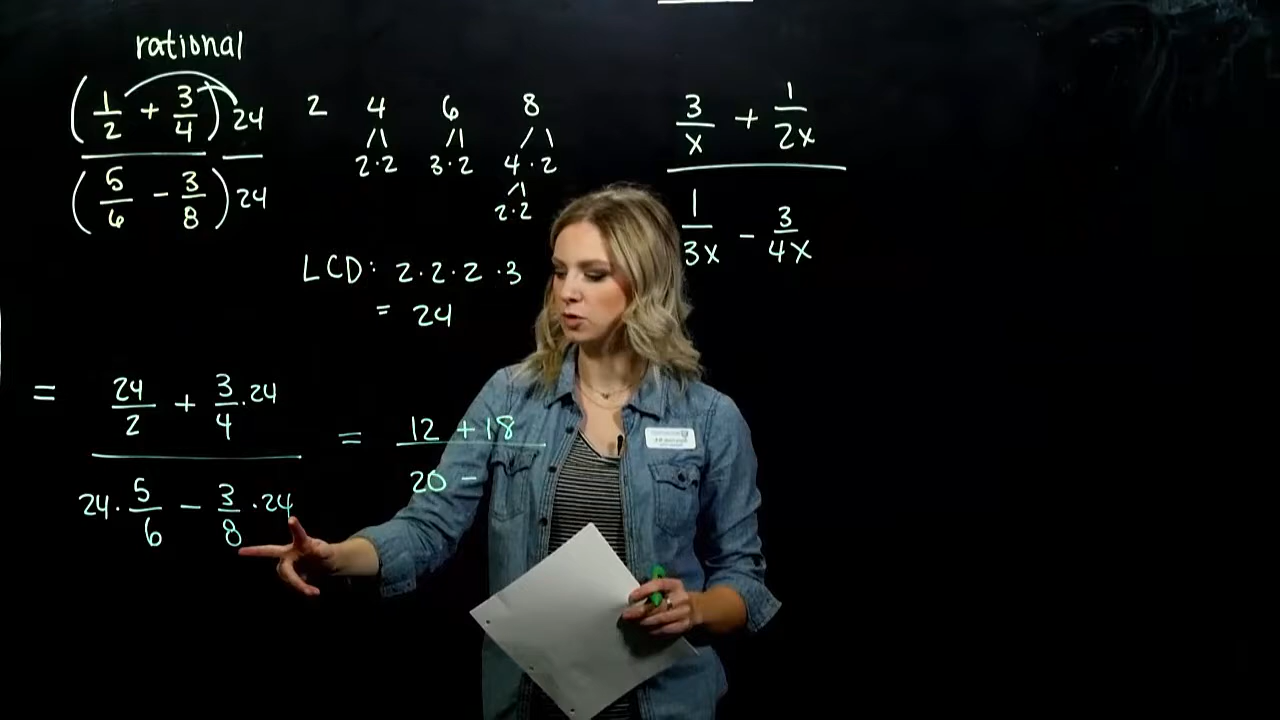 rational
(1/2 + 3/4) 24
(5/6 - 3/8) 24
2 4 6 8
2·2 3·2 4·2
2·2
LCD: 2·2·2·3
= 24
= 24/2 + 3/4·24
24·5/6 - 3/8·24
= 12 + 18
20 -
3/x + 1/2x
1/3x - 3/4x